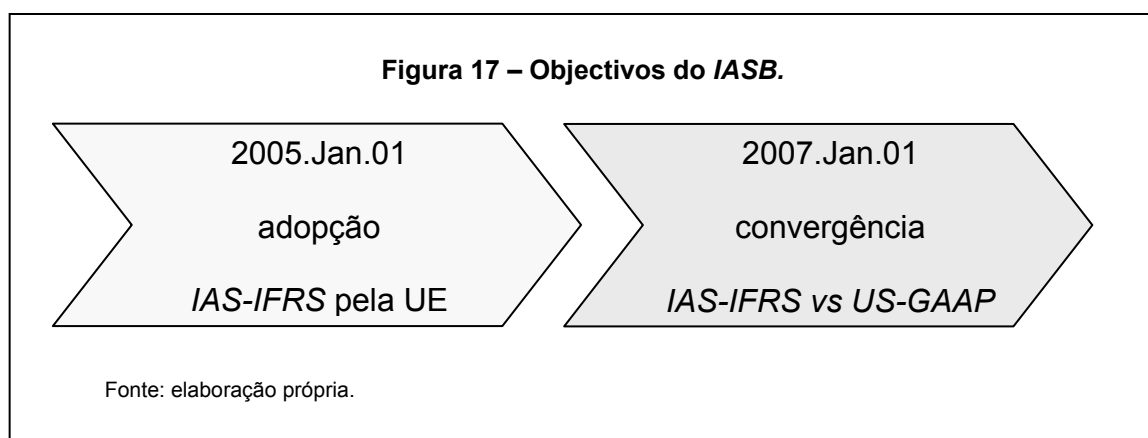 Figura 17 – Objectivos do IASB.
2005.Jan.01
adopção
IAS-IFRS pela UE
2007.Jan.01
convergência
IAS-IFRS vs US-GAAP
Fonte: elaboração própria.